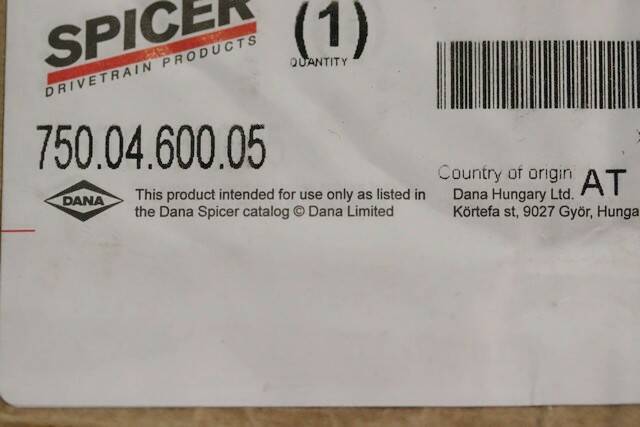 SPICER
DRIVETRAIN PRODUCTS
(1)
QUANTITY
750.04.600.05
DANA
This product intended for use only as listed in
the Dana Spicer catalog © Dana Limited
Country of origin AT
Dana Hungary Ltd.
Körtefa st, 9027 Győr, Hunga